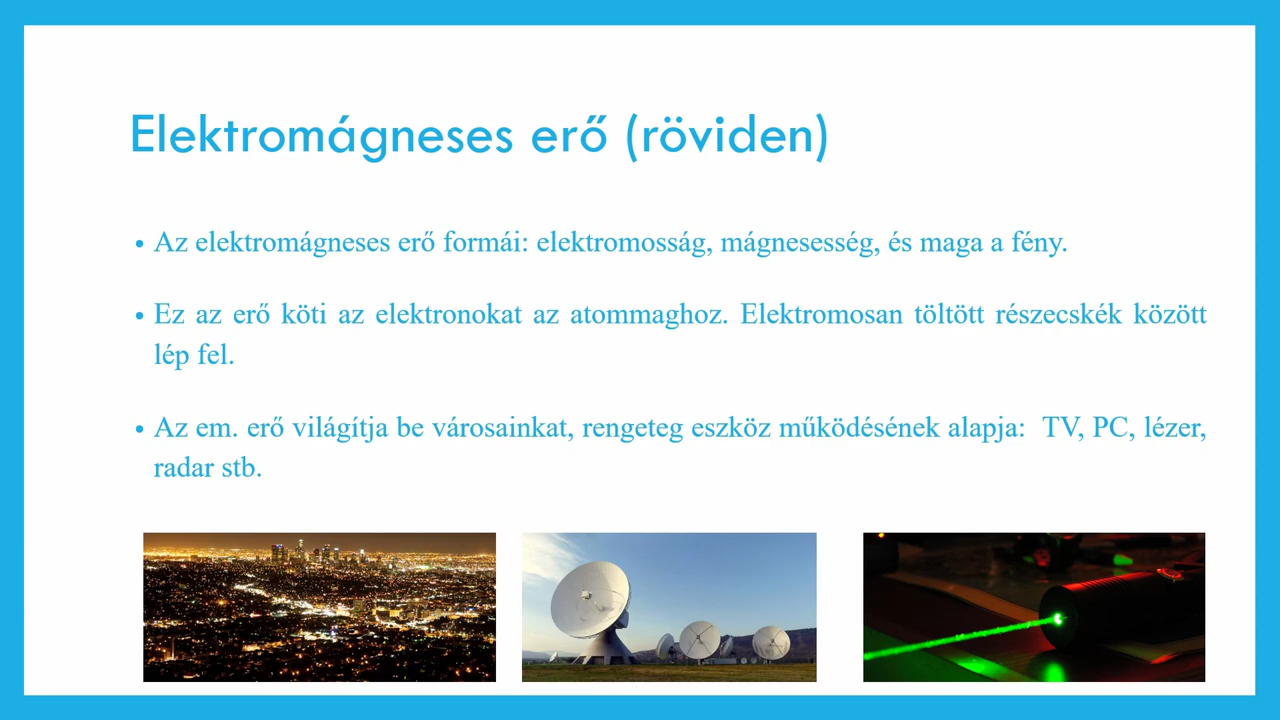 Elektromágneses erő (röviden)
• Az elektromágneses erő formái: elektromosság, mágnesesség, és maga a fény.
• Ez az erő köti az elektronokat az atommaghoz. Elektromosan töltött részecskék között
lép fel.
• Az em. erő világítja be városainkat, rengeteg eszköz működésének alapja: TV, PC, lézer,
radar stb.